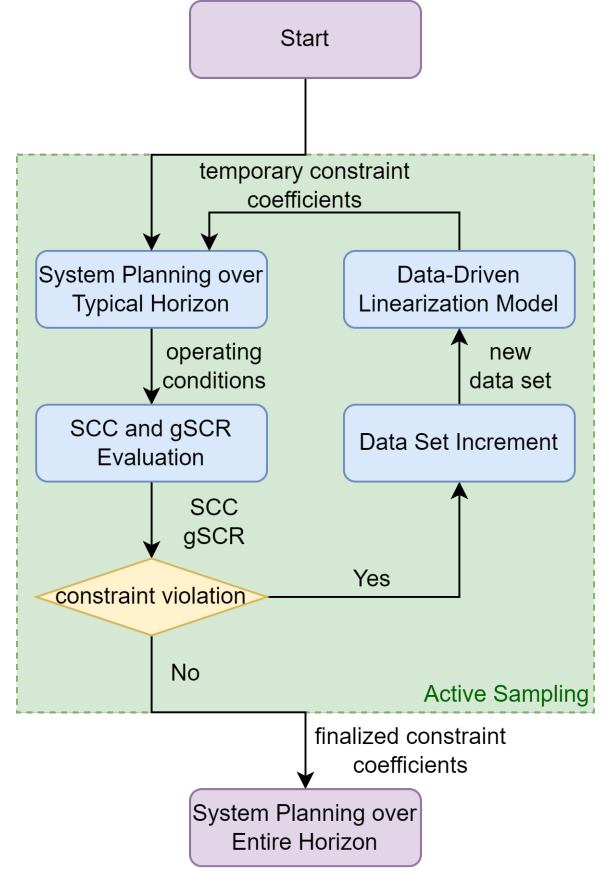 Start
temporary constraint
coefficients
System Planning over
Typical Horizon
Data-Driven
Linearization Model
operating
conditions
new
data set
SCC and gSCR
Evaluation
Data Set Increment
SCC
gSCR
constraint violation
Yes
No
Active Sampling
finalized constraint
coefficients
System Planning over
Entire Horizon